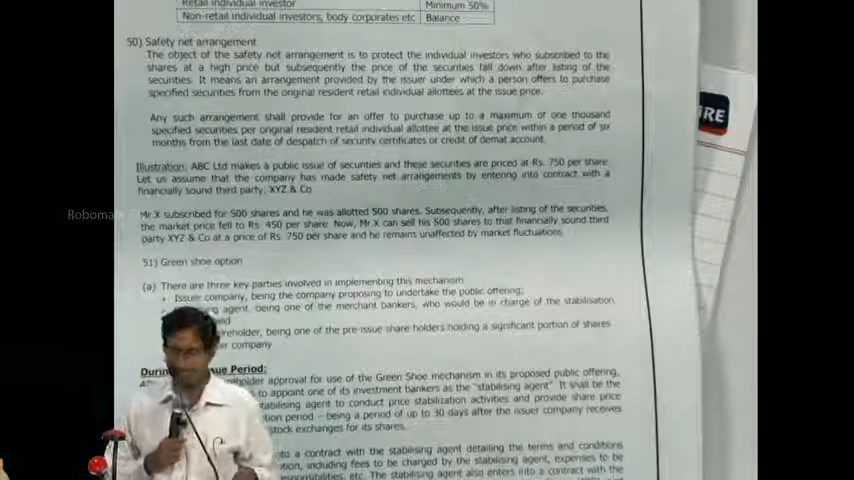 Retail individual investor Minimum 50%
Non-retail individual investors, body corporates etc Balance
50) Safety net arrangement
The object of the safety net arrangement is to protect the individual investors who subscribed to the
shares at a high price but subsequently the price of the securities fall down after listing of the
securities. It means an arrangement provided by the issuer under which a person offers to purchase
specified securities from the original resident retail individual allottees at the issue price.
Any such arrangement shall provide for an offer to purchase up to a maximum of one thousand
specified securities per original resident retail individual allottee at the issue price within a period of six
months from the last date of despatch of security certificates or credit of demat account.
Illustration: ABC Ltd makes a public issue of securities and these securities are priced at Rs. 750 per share.
Let us assume that the company has made safety net arrangements by entering into contract with a
financially sound third party, XYZ & Co
Mr.X subscribed for 500 shares and he was allotted 500 shares. Subsequently, after listing of the securities,
the market price fell to Rs. 450 per share. Now, Mr.X can sell his 500 shares to that financially sound third
party XYZ & Co at a price of Rs. 750 per share and he remains unaffected by market fluctuations.
51) Green shoe option
(a) There are three key parties involved in implementing this mechanism
• Issuer company, being the company proposing to undertake the public offering;
agent, being one of the merchant bankers, who would be in charge of the stabilisation
reholder, being one of the pre-issue share holders holding a significant portion of shares
er company
Durin ue Period:
holder approval for use of the Green Shoe mechanism in its proposed public offering,
to appoint one of its investment bankers as the "stabilising agent". It shall be the
tabilising agent to conduct price stabilization activities and provide share price
tion period - being a period of up to 30 days after the issuer company receives
stock exchanges for its shares.
to a contract with the stabilising agent detailing the terms and conditions
tion, including fees to be charged by the stabilising agent, expenses to be
esponsibilities, etc. The stabilising agent also enters into a contract with the
RE
Roboma